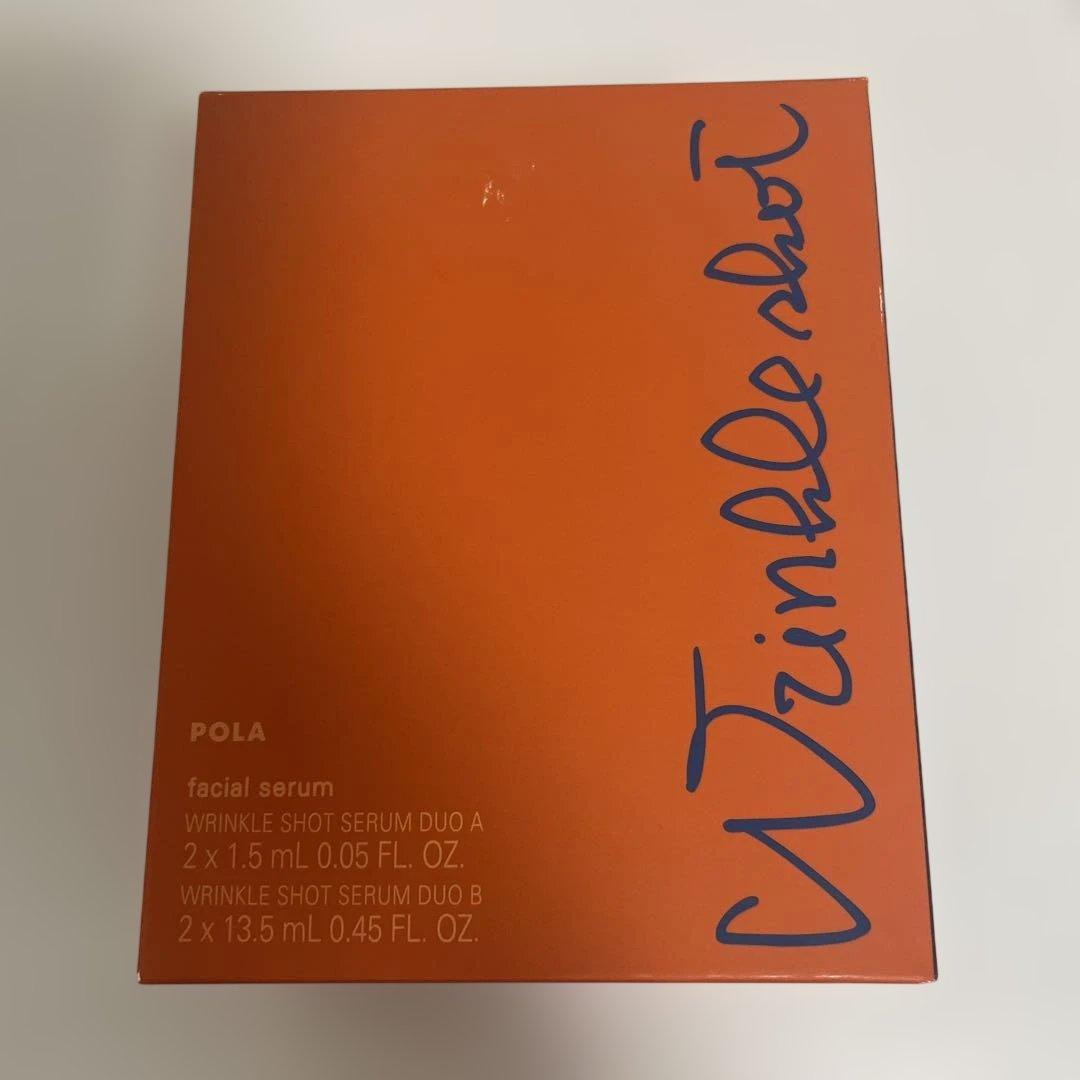 Wrinkle shot
POLA
facial serum
WRINKLE SHOT SERUM DUO A
2 x 1.5 mL 0.05 FL. OZ.
WRINKLE SHOT SERUM DUO B
2 x 13.5 mL 0.45 FL. OZ.